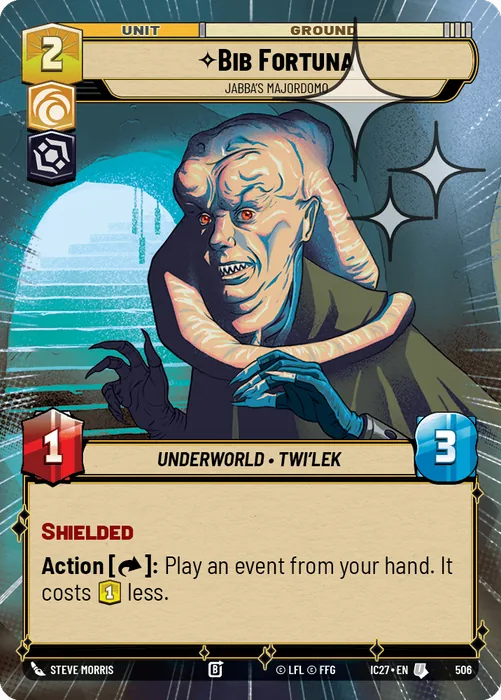 UNIT
GROUND
2
BIB FORTUNA
JABBA'S MAJORDOMO
1
3
UNDERWORLD • TWI'LEK
SHIELDED
Action [ ]: Play an event from your hand. It
costs 1 less.
STEVE MORRIS
B
© LFL © FFG
IC27 • EN
506